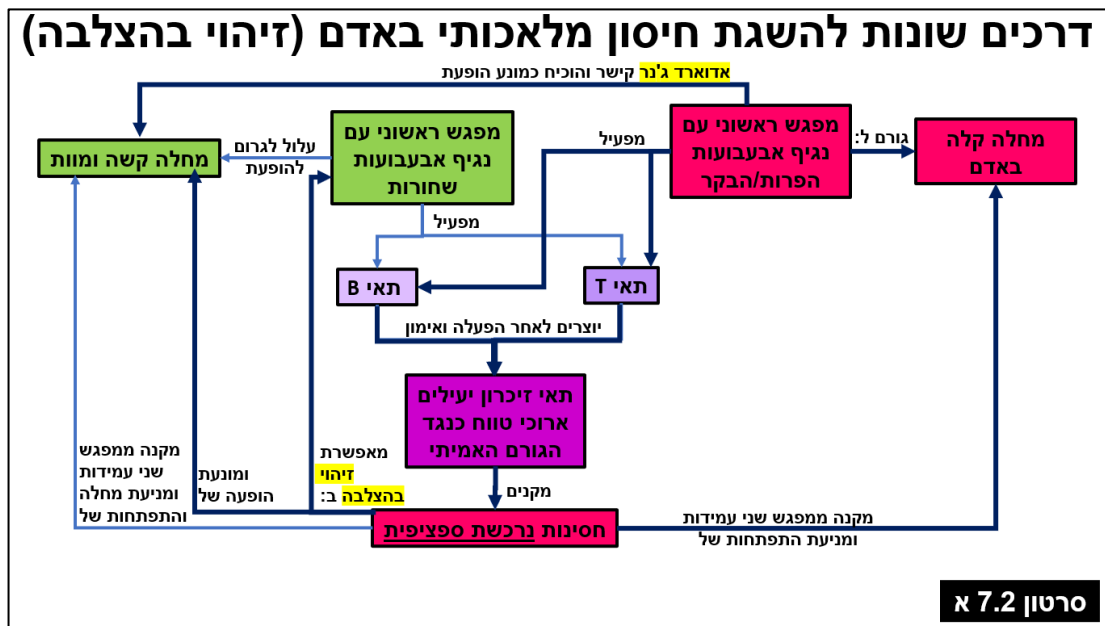 דרכים שונות להשגת חיסון מלאכותי באדם (זיהוי בהצלבה)
אדוארד ג'נר קישר והוכיח כמונע הופעת
מפגש ראשוני עם
נגיף אבעבועות
הפרות/הבקר
גורם ל:
מחלה קלה
באדם
מפגש ראשוני עם
נגיף אבעבועות
שחורות
עלול לגרום
להופעת
מחלה קשה ומוות
מפעיל
מפעיל
תאי T
תאי B
יוצרים לאחר הפעלה ואימון
תאי זיכרון יעילים
ארוכי טווח כנגד
הגורם האמיתי
מקנים
חסינות נרכשת ספציפית
מאפשרת
זיהוי
בהצלבה ב:
ומונעת
הופעה של
מקנה ממפגש
שני עמידות
ומניעת מחלה
והתפתחות של
מקנה ממפגש שני עמידות
ומניעת התפתחות של
סרטון 7.2 א